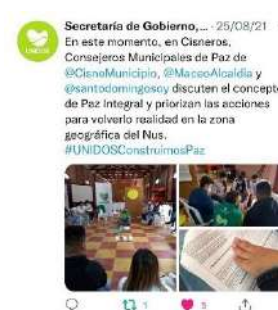 Secretaría de Gobierno,... · 25/08/21
En este momento, en Cisneros,
Consejeros Municipales de Paz de
@CisneMunicipio, @MaceoAlcaldia y
@santodomingosoy discuten el concepto
de Paz Integral y priorizan las acciones
para volverlo realidad en la zona
geográfica del Nus.
#UNIDOSConstruimosPaz
UNIDOS
1
5